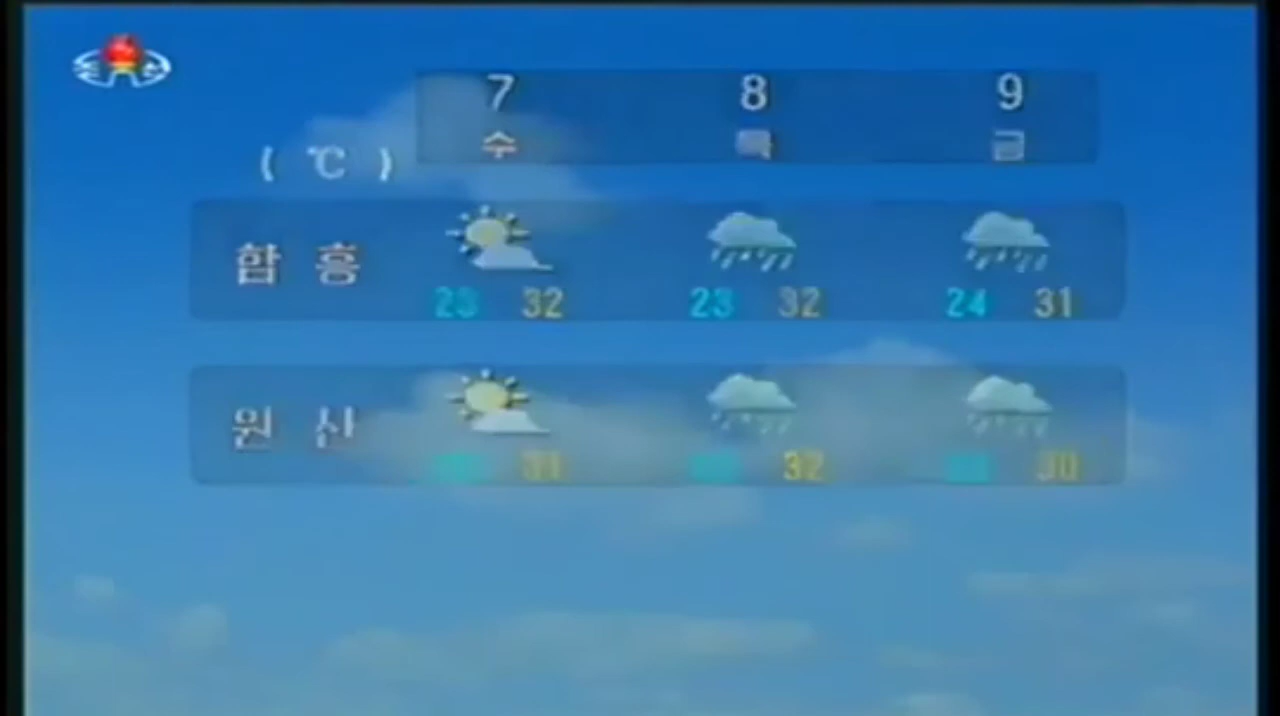 7 8 9
수 목 금
( ℃ )
함 흥
23 32 23 32 24 31
원 산
31 32 30